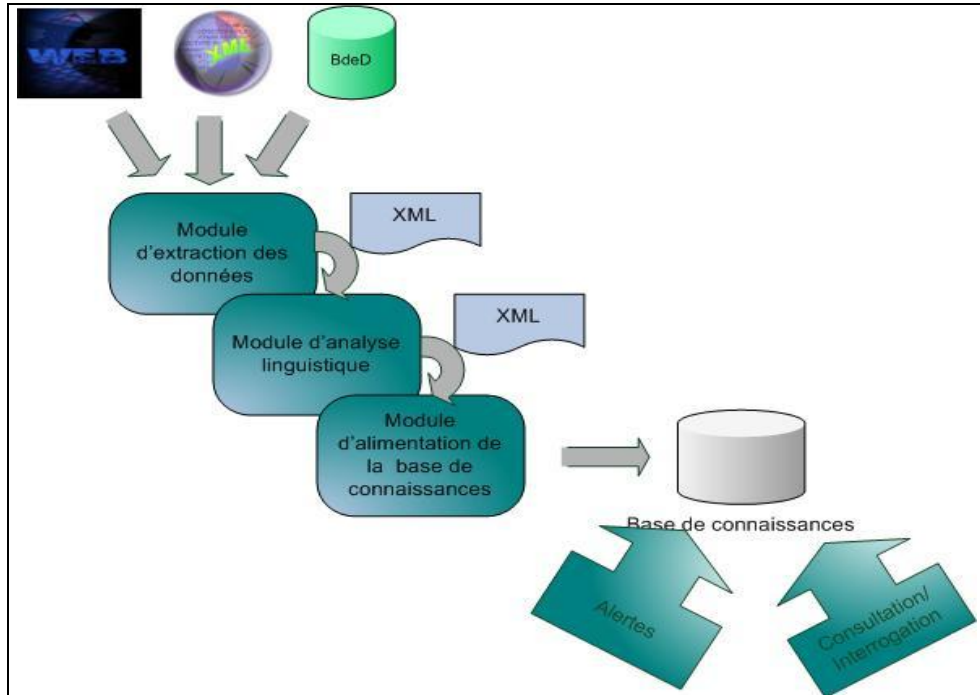 WEB
XML
BdeD
Module
d'extraction des
données
XML
Module d'analyse
linguistique
XML
Module
d'alimentation de
la base de
connaissances
Base de connaissances
Alertes
Consultation/
Interrogation